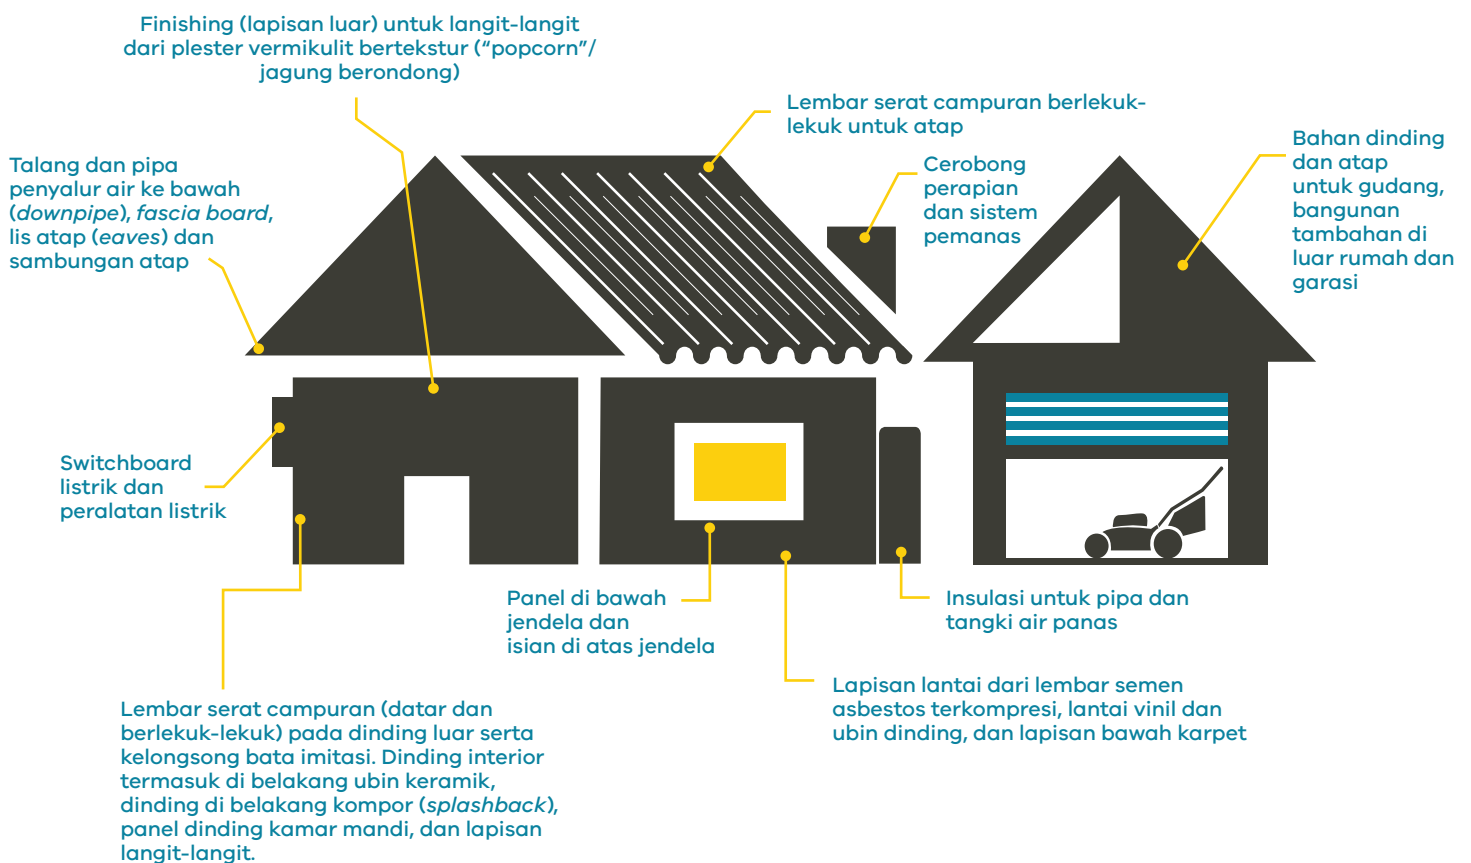 Finishing (lapisan luar) untuk langit-langit
dari plester vermikulit bertekstur (“popcorn”/
jagung berondong)
Lembar serat campuran berlekuk-
lekuk untuk atap
Bahan dinding
dan atap
untuk gudang,
bangunan
tambahan di
luar rumah dan
garasi
Talang dan pipa
penyalur air ke bawah
(downpipe), fascia board,
lis atap (eaves) dan
sambungan atap
Cerobong
perapian
dan sistem
pemanas
Switchboard
listrik dan
peralatan listrik
Panel di bawah
jendela dan
isian di atas jendela
Insulasi untuk pipa dan
tangki air panas
Lapisan lantai dari lembar semen
asbestos terkompresi, lantai vinil dan
ubin dinding, dan lapisan bawah karpet
Lembar serat campuran (datar dan
berlekuk-lekuk) pada dinding luar serta
kelongsong bata imitasi. Dinding interior
termasuk di belakang ubin keramik,
dinding di belakang kompor (splashback),
panel dinding kamar mandi, dan lapisan
langit-langit.